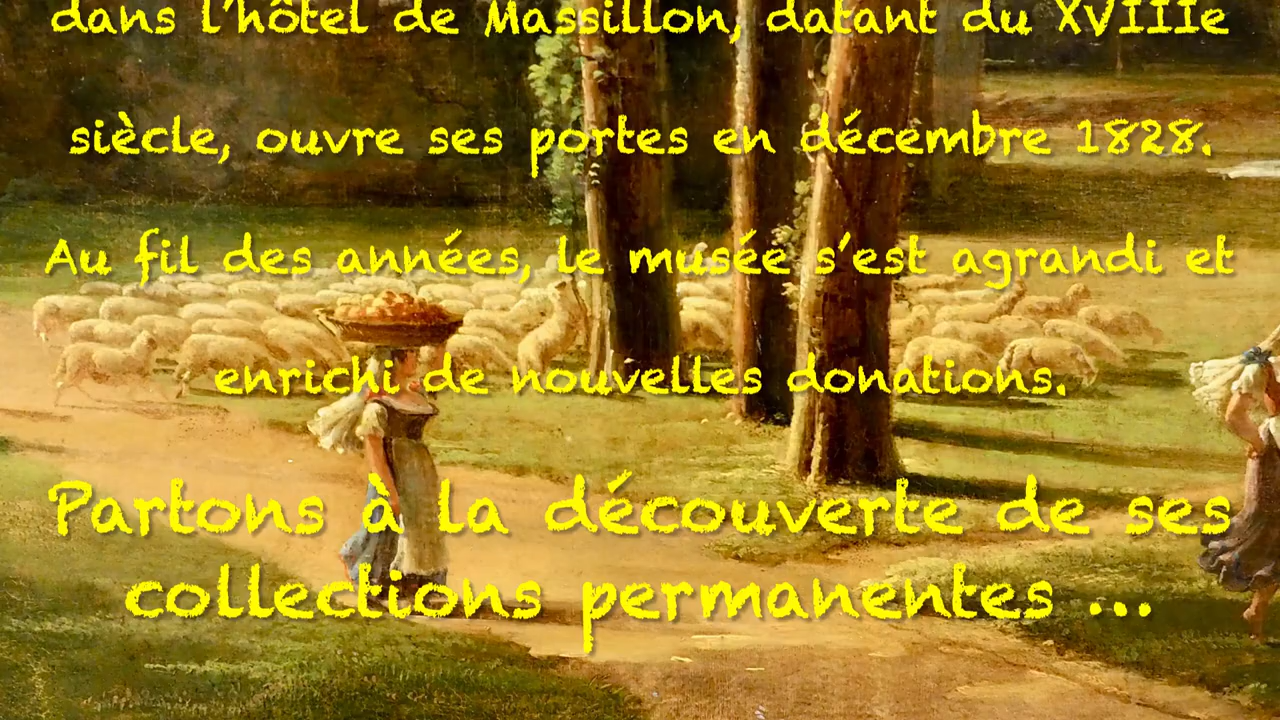 dans l'hôtel de Massillon, datant du XVIIIe
siècle, ouvre ses portes en décembre 1828.
Au fil des années, le musée s'est agrandi et
enrichi de nouvelles donations.
Partons à la découverte de ses
collections permanentes ...